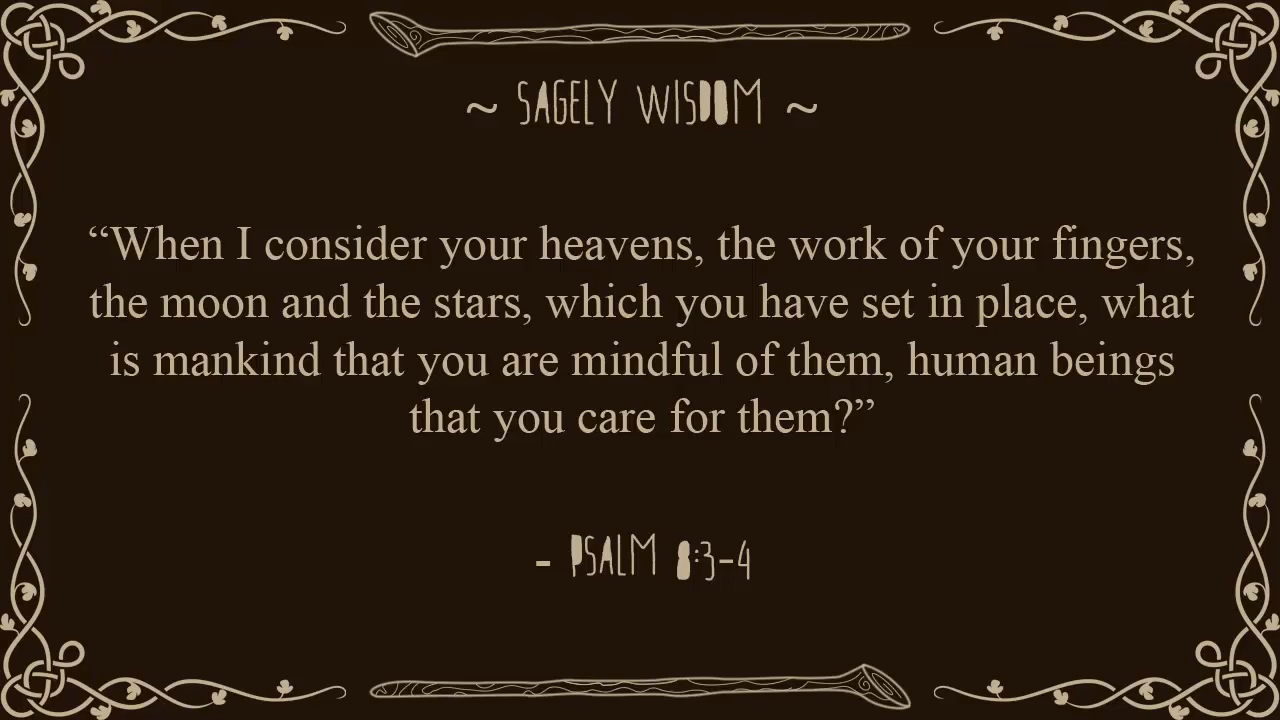 ~ SAGELY WISDOM ~
“When I consider your heavens, the work of your fingers,
the moon and the stars, which you have set in place, what
is mankind that you are mindful of them, human beings
that you care for them?”
- PSALM 8:3-4